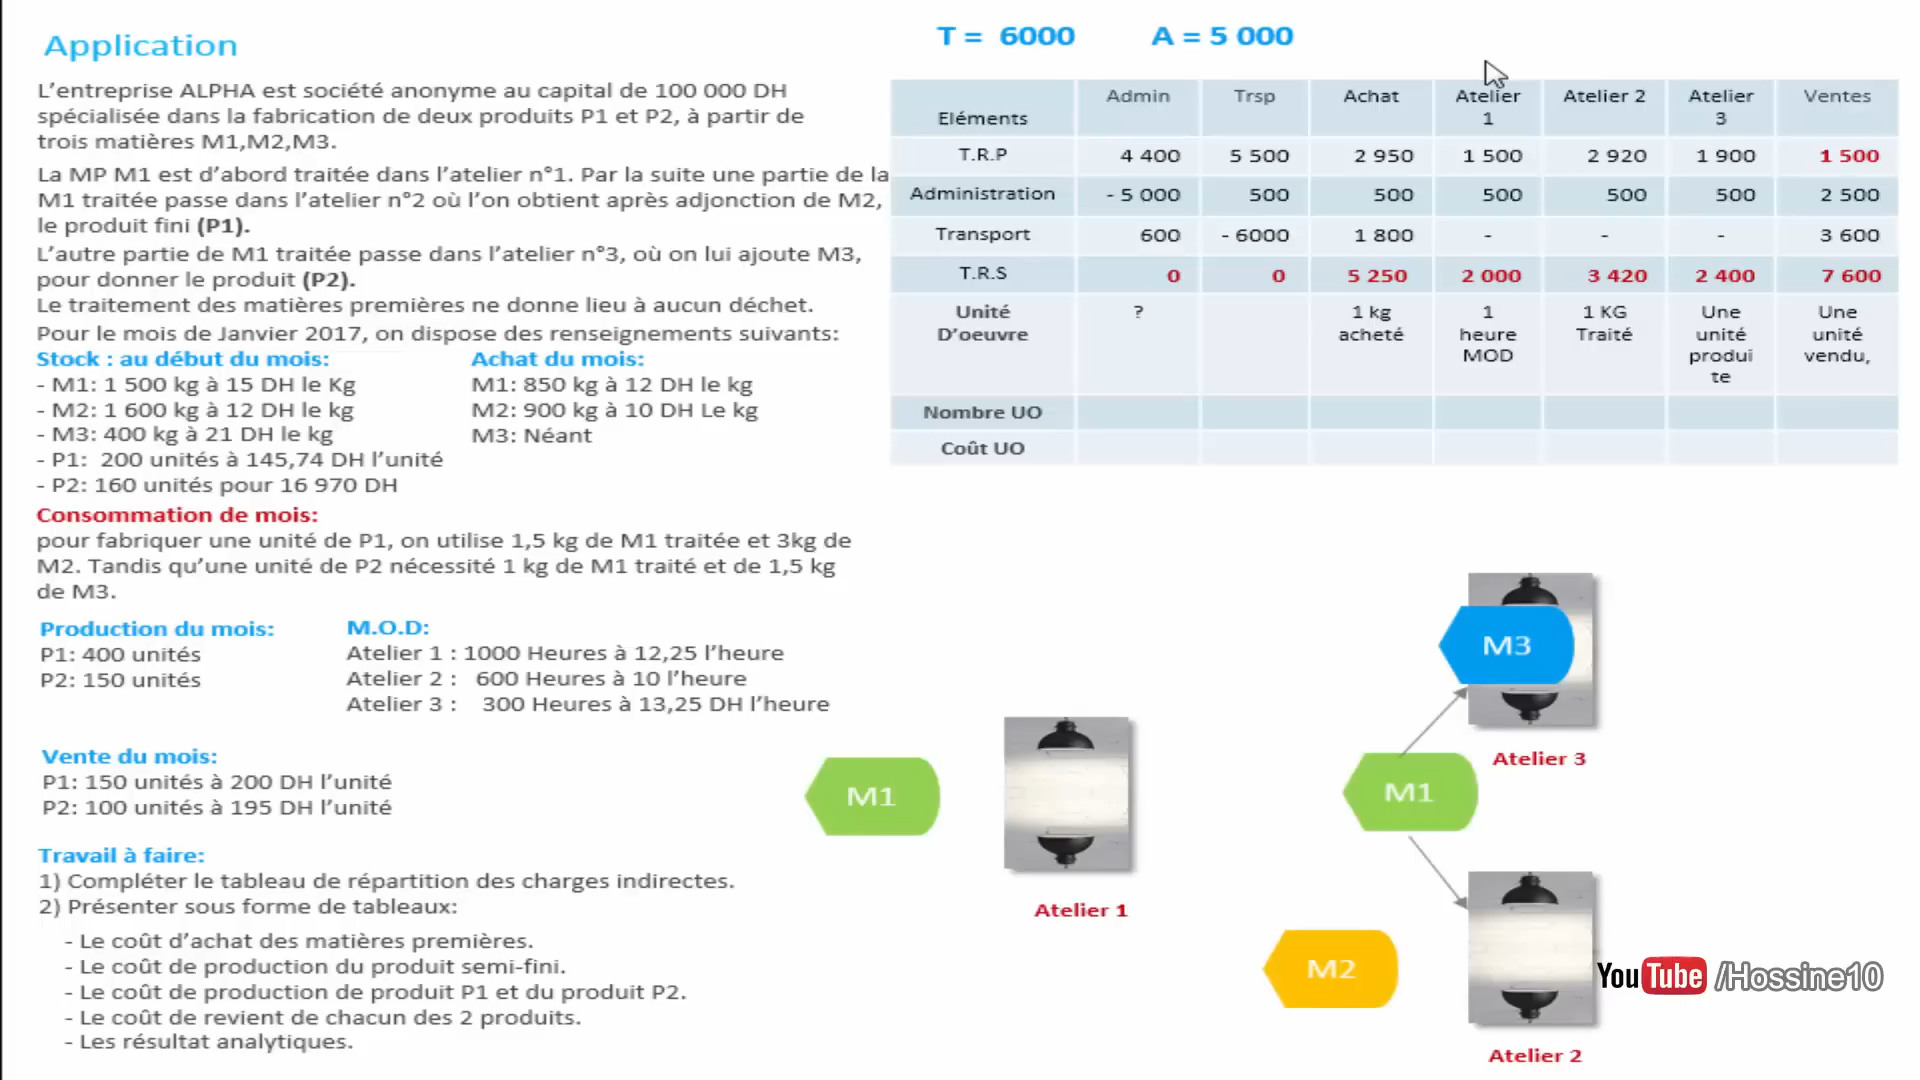 Application
L'entreprise ALPHA est société anonyme au capital de 100 000 DH
spécialisée dans la fabrication de deux produits P1 et P2, à partir de
trois matières M1,M2,M3.
La MP M1 est d'abord traitée dans l'atelier n°1. Par la suite une partie de la
M1 traitée passe dans l'atelier n°2 où l'on obtient après adjonction de M2,
le produit fini (P1).
L'autre partie de M1 traitée passe dans l'atelier n°3, où on lui ajoute M3,
pour donner le produit (P2).
Le traitement des matières premières ne donne lieu à aucun déchet.
Pour le mois de Janvier 2017, on dispose des renseignements suivants:
Stock : au début du mois:
- M1: 1 500 kg à 15 DH le Kg
- M2: 1 600 kg à 12 DH le kg
- M3: 400 kg à 21 DH le kg
- P1: 200 unités à 145,74 DH l'unité
- P2: 160 unités pour 16 970 DH
Achat du mois:
M1: 850 kg à 12 DH le kg
M2: 900 kg à 10 DH Le kg
M3: Néant
Consommation de mois:
pour fabriquer une unité de P1, on utilise 1,5 kg de M1 traitée et 3kg de
M2. Tandis qu'une unité de P2 nécessité 1 kg de M1 traité et de 1,5 kg
de M3.
Production du mois:
P1: 400 unités
P2: 150 unités
M.O.D:
Atelier 1 : 1000 Heures à 12,25 l'heure
Atelier 2 : 600 Heures à 10 l'heure
Atelier 3 : 300 Heures à 13,25 DH l'heure
Vente du mois:
P1: 150 unités à 200 DH l'unité
P2: 100 unités à 195 DH l'unité
Travail à faire:
1) Compléter le tableau de répartition des charges indirectes.
2) Présenter sous forme de tableaux:
- Le coût d'achat des matières premières.
- Le coût de production du produit semi-fini.
- Le coût de production de produit P1 et du produit P2.
- Le coût de revient de chacun des 2 produits.
- Les résultat analytiques.
T = 6000 A = 5 000
Eléments Admin Trsp Achat Atelier 1 Atelier 2 Atelier 3 Ventes
T.R.P 4 400 5 500 2 950 1 500 2 920 1 900 1 500
Administration - 5 000 500 500 500 500 500 2 500
Transport 600 - 6000 1 800 - - - 3 600
T.R.S 0 0 5 250 2 000 3 420 2 400 7 600
Unité D'oeuvre ? 1 kg acheté 1 heure MOD 1 KG Traité Une unité produi te Une unité vendu,
Nombre UO
Coût UO
M3
Atelier 3
M1
Atelier 1
M1
M2
Atelier 2
YouTube /Hossine10